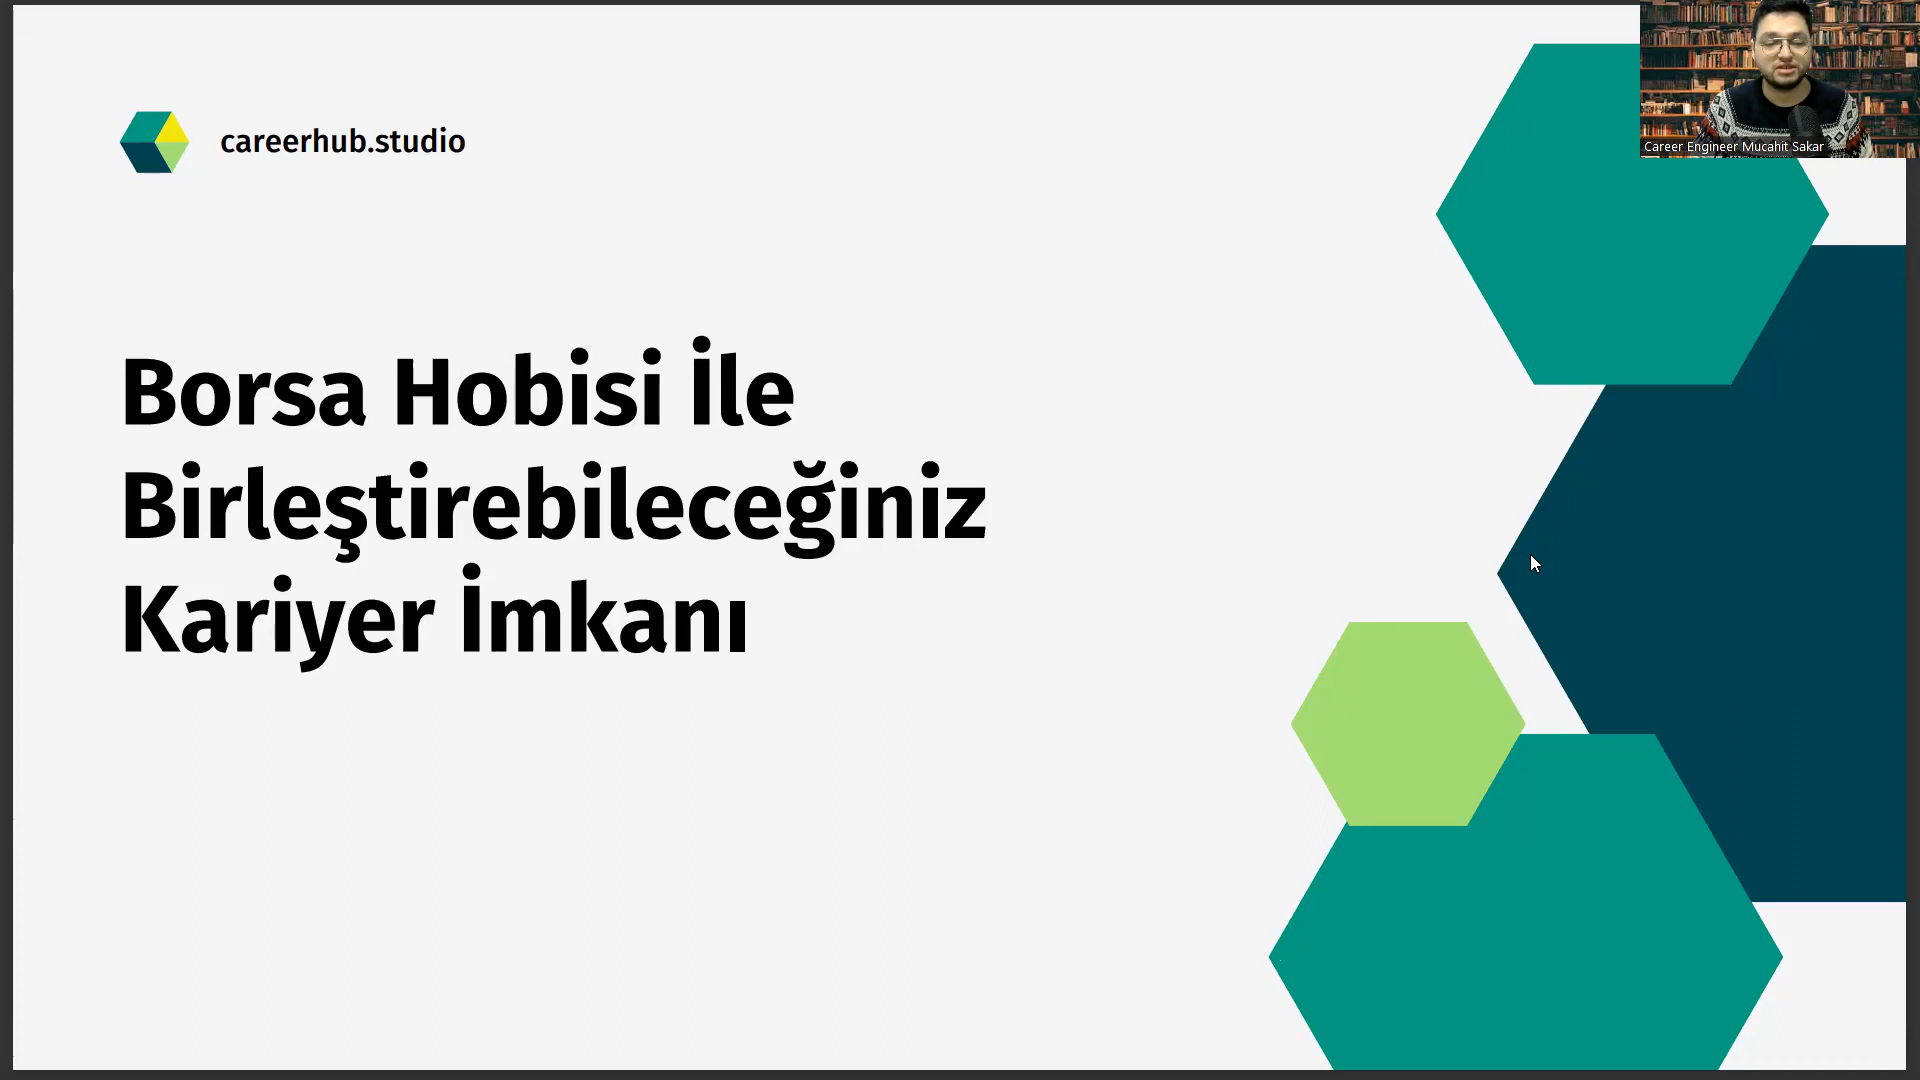 careerhub.studio
Career Engineer Mucahit Sakar
Borsa Hobisi İle
Birleştirebileceğiniz
Kariyer İmkanı